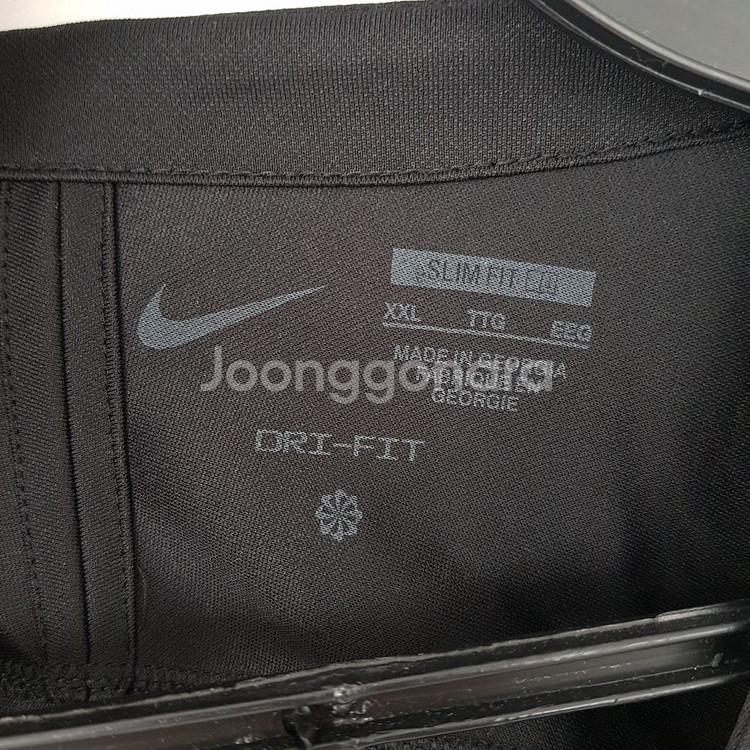 SLIM FIT
XXL TTG EEG
MADE IN GEORGIA
GEORGIE
Joonggonara
DRI-FIT